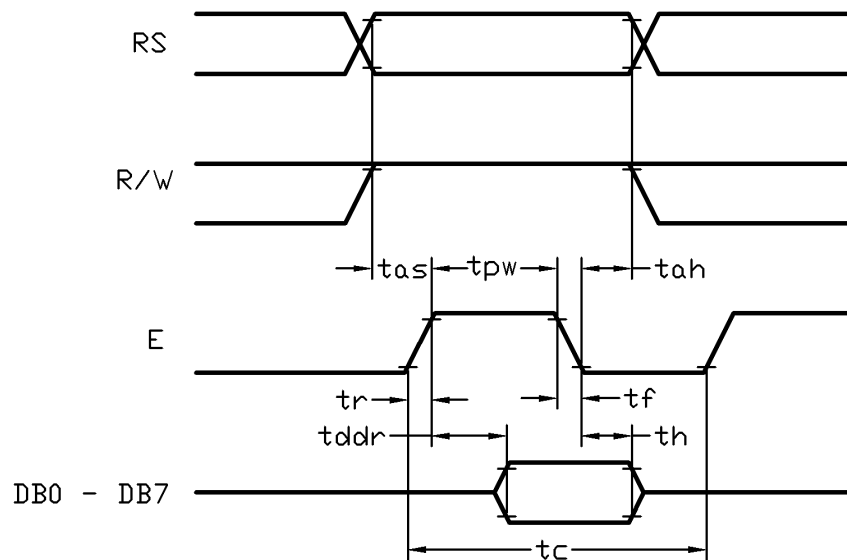 RS
R/W
tas tpw tah
E
tr tf
tddr th
DB0 - DB7
tc